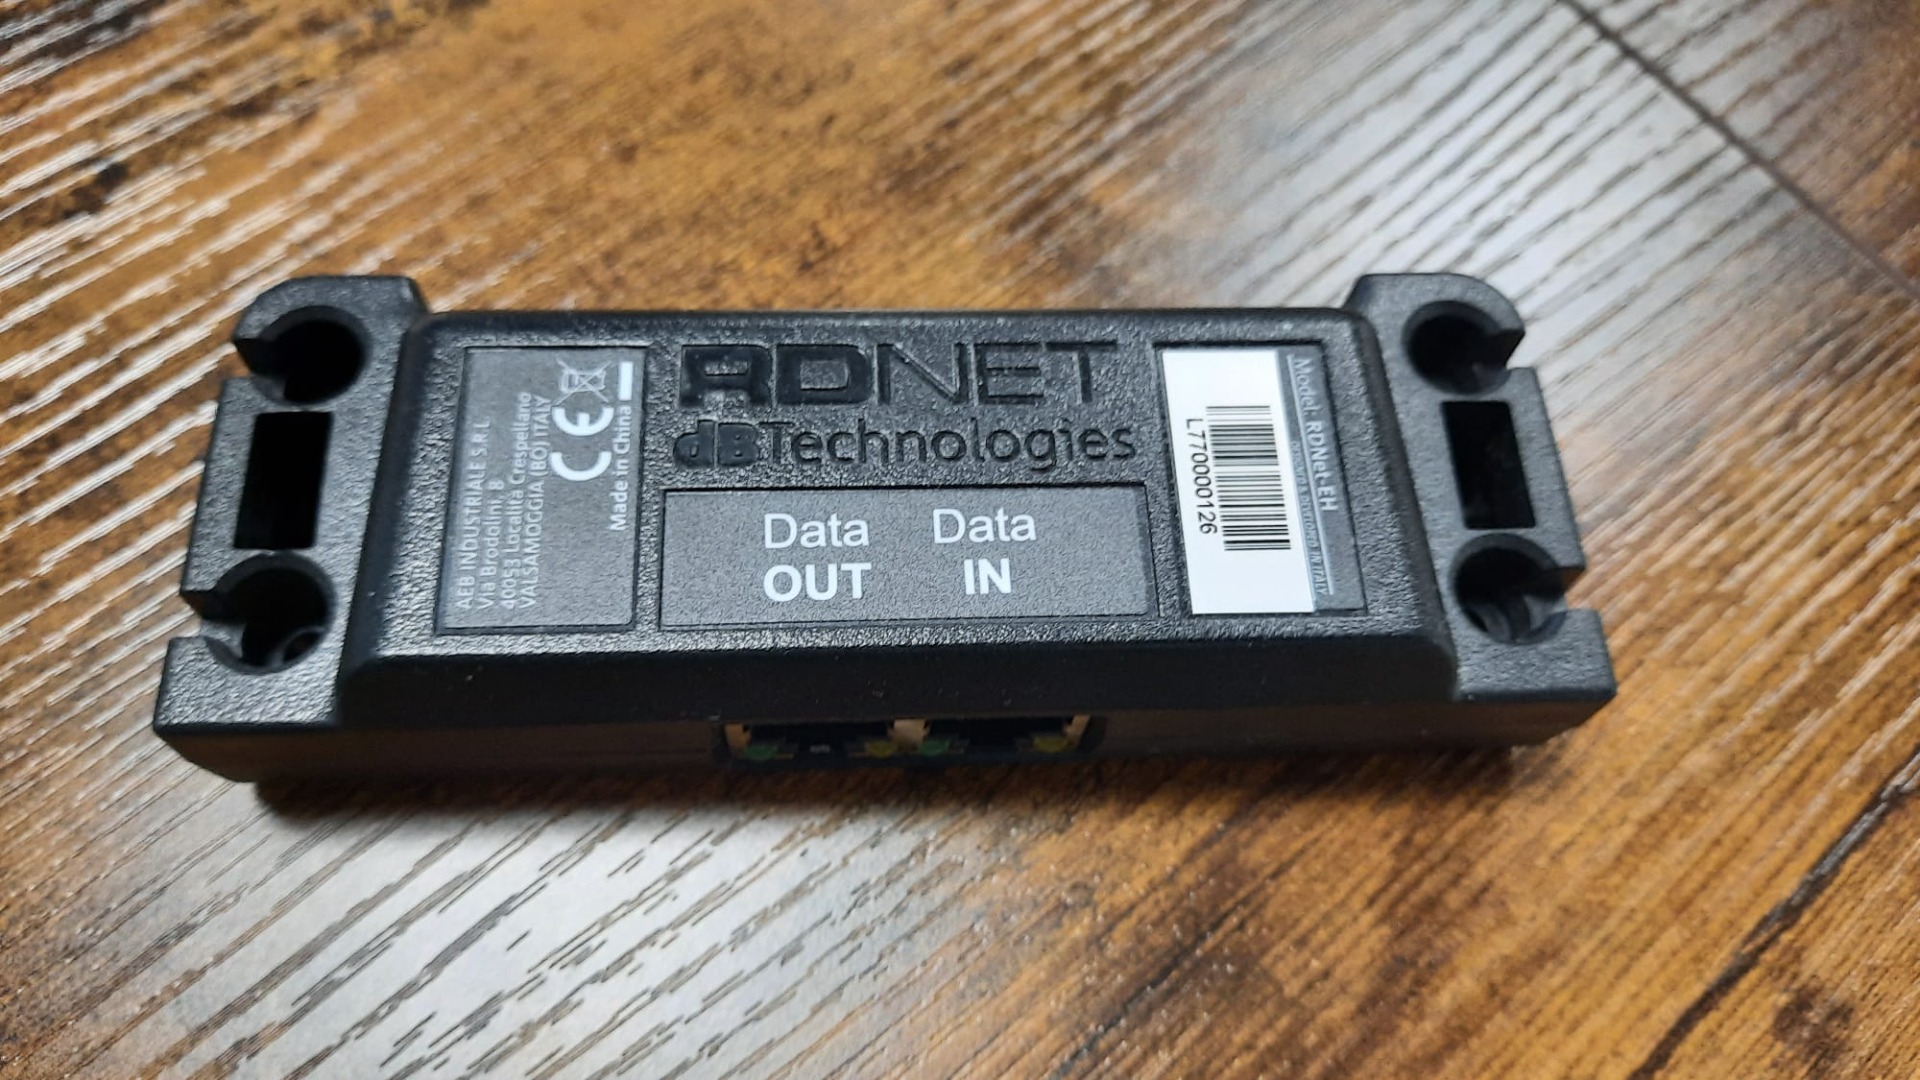 AEB INDUSTRIALE S.R.L
Via Brodolini, 8
40053 Località Crespellano
VALSAMOGGIA (BO) ITALY
CE
Made in China
RDNET
dBTechnologies
Data OUT
Data IN
L770000126
Model: RDNet EH